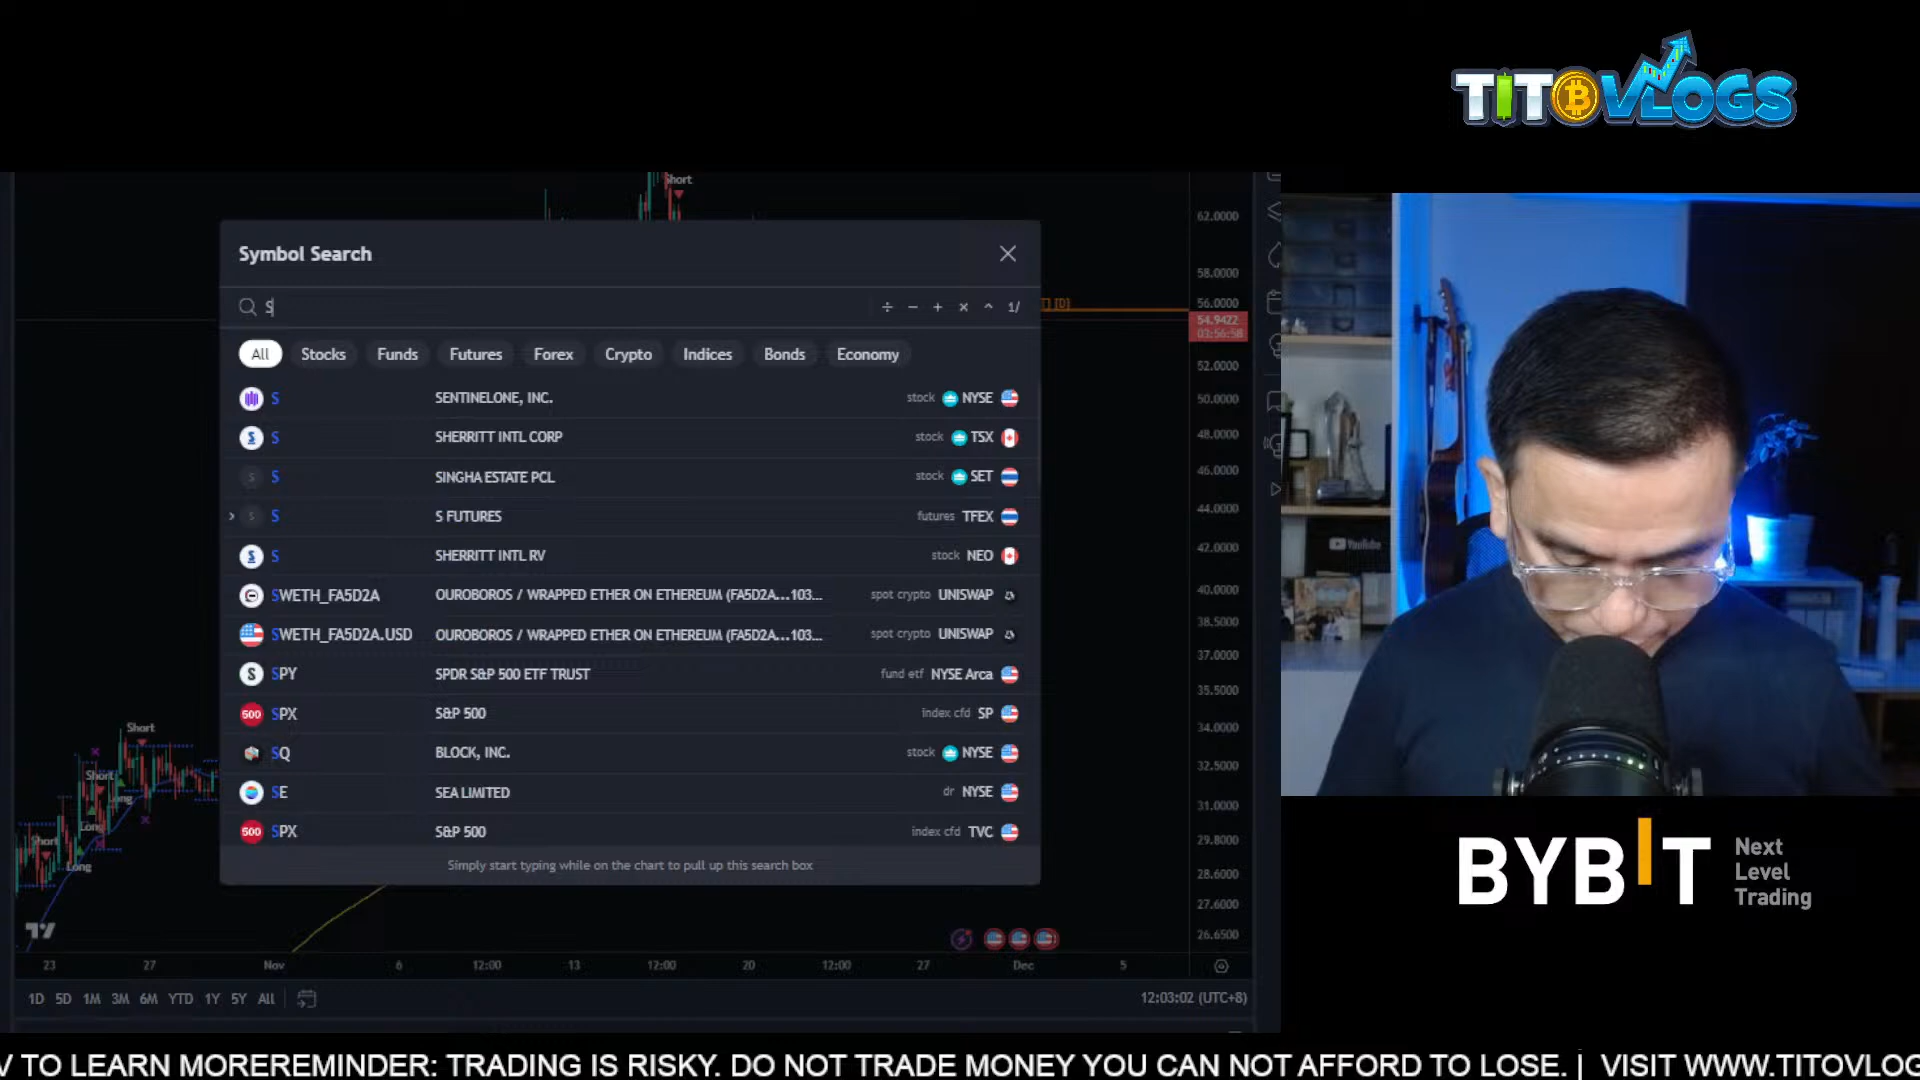 TITOVLOGS
Short
62.0000
58.0000
56.0000
54.9422
03:56:58
52.0000
50.0000
48.0000
46.0000
44.0000
42.0000
40.0000
38.5000
37.0000
35.5000
34.0000
32.5000
31.0000
29.8000
28.6000
27.6000
26.6500
[D]
Symbol Search
S
÷ − + × ^ 1/
All Stocks Funds Futures Forex Crypto Indices Bonds Economy
S SENTINELONE, INC. stock NYSE
S SHERRITT INTL CORP stock TSX
S SINGHA ESTATE PCL stock SET
S S FUTURES futures TFEX
S SHERRITT INTL RV stock NEO
SWETH_FA5D2A OUROBOROS / WRAPPED ETHER ON ETHEREUM (FA5D2A...103... spot crypto UNISWAP
SWETH_FA5D2A.USD OUROBOROS / WRAPPED ETHER ON ETHEREUM (FA5D2A...103... spot crypto UNISWAP
S SPY SPDR S&P 500 ETF TRUST fund etf NYSE Arca
500 SPX S&P 500 index cfd SP
SQ BLOCK, INC. stock NYSE
SE SEA LIMITED dr NYSE
500 SPX S&P 500 index cfd TVC
Simply start typing while on the chart to pull up this search box
Short
Short
Long
Long
Short
Long
23 27 Nov 6 12:00 13 12:00 20 12:00 27 Dec 5
1D 5D 1M 3M 6M YTD 1Y 5Y All
12:03:02 (UTC+8)
YouTube
BYBIT
Next
Level
Trading
V TO LEARN MOREREMINDER: TRADING IS RISKY. DO NOT TRADE MONEY YOU CAN NOT AFFORD TO LOSE. | VISIT WWW.TITOVLOG